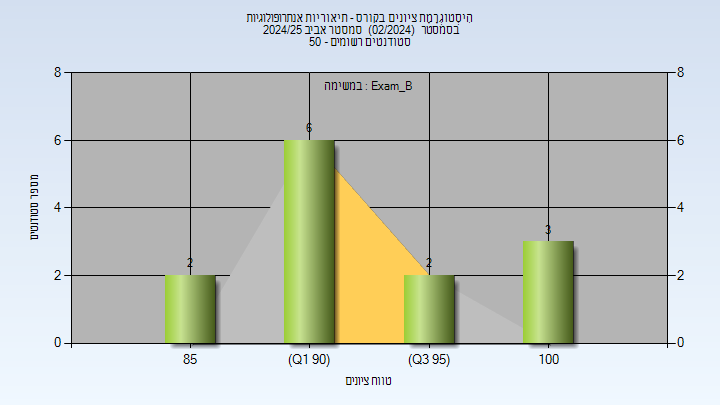 היסטוגרמת ציונים בקורס - תיאוריות אנתרופולוגיות
בסמסטר (02/2024) סמסטר אביב 2024/25
סטודנטים רשומים - 50
במשימה : Exam_B
מספר סטודנטים
8
6
4
2
0
8
6
4
2
0
2
6
2
3
85
(Q1 90)
(Q3 95)
100
טווח ציונים